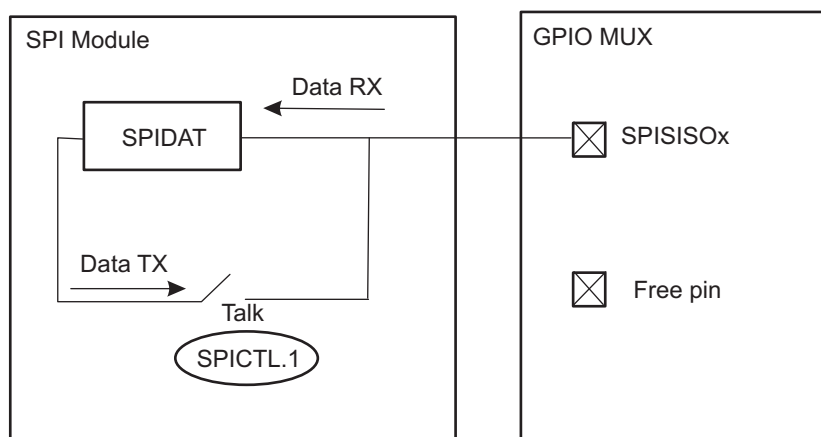 SPI Module
GPIO MUX
Data RX
SPIDAT
SPISISOx
Data TX
Free pin
Talk
SPICTL.1